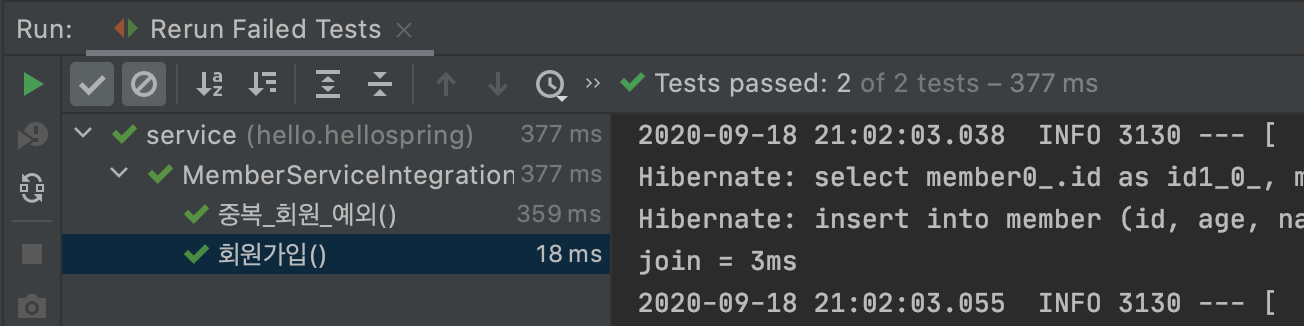 Run: Rerun Failed Tests
Tests passed: 2 of 2 tests – 377 ms
service (hello.hellospring) 377 ms
MemberServiceIntegration 377 ms
중복_회원_예외() 359 ms
회원가입() 18 ms
2020-09-18 21:02:03.038  INFO 3130 --- [
Hibernate: select member0_.id as id1_0_, m
Hibernate: insert into member (id, age, na
join = 3ms
2020-09-18 21:02:03.055  INFO 3130 --- [